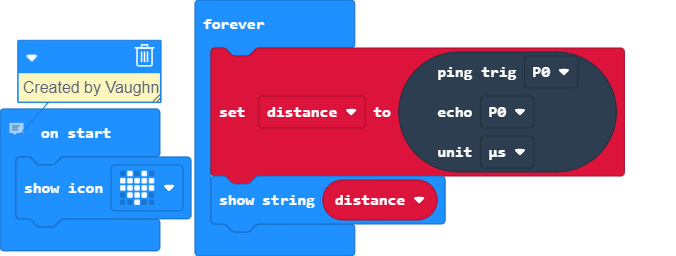 Created by Vaughn
on start
show icon
forever
set distance to ping trig P0
echo P0
unit μs
show string distance